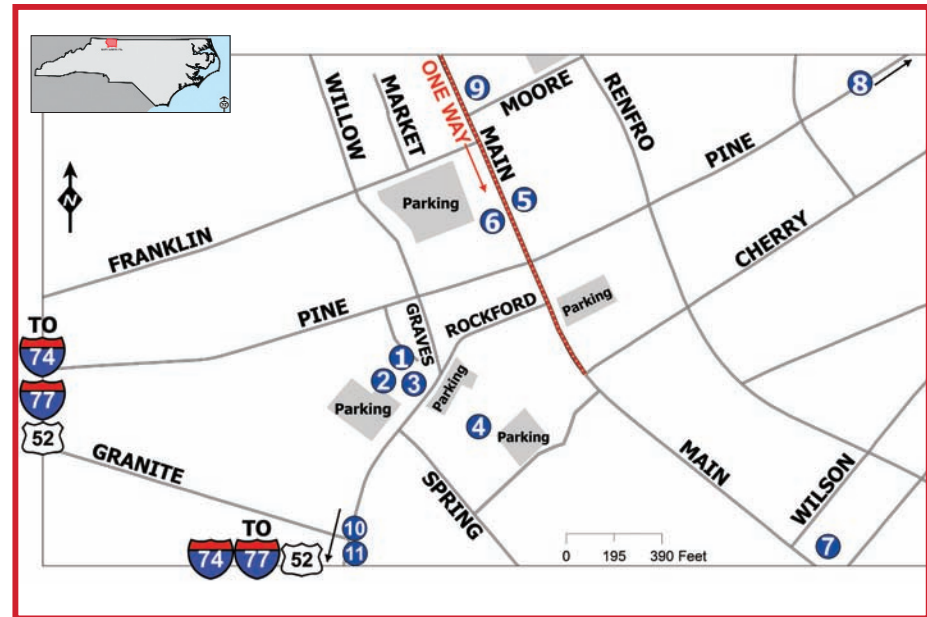 WILLOW
MARKET
ONE WAY
9
MOORE
MAIN
RENFRO
8
PINE
N
Parking
5
6
CHERRY
FRANKLIN
PINE
GRAVES
ROCKFORD
Parking
TO
74
77
52
1
2
3
Parking
Parking
4
Parking
GRANITE
SPRING
MAIN
WILSON
10
11
TO
74
77
52
0 195 390 Feet
7